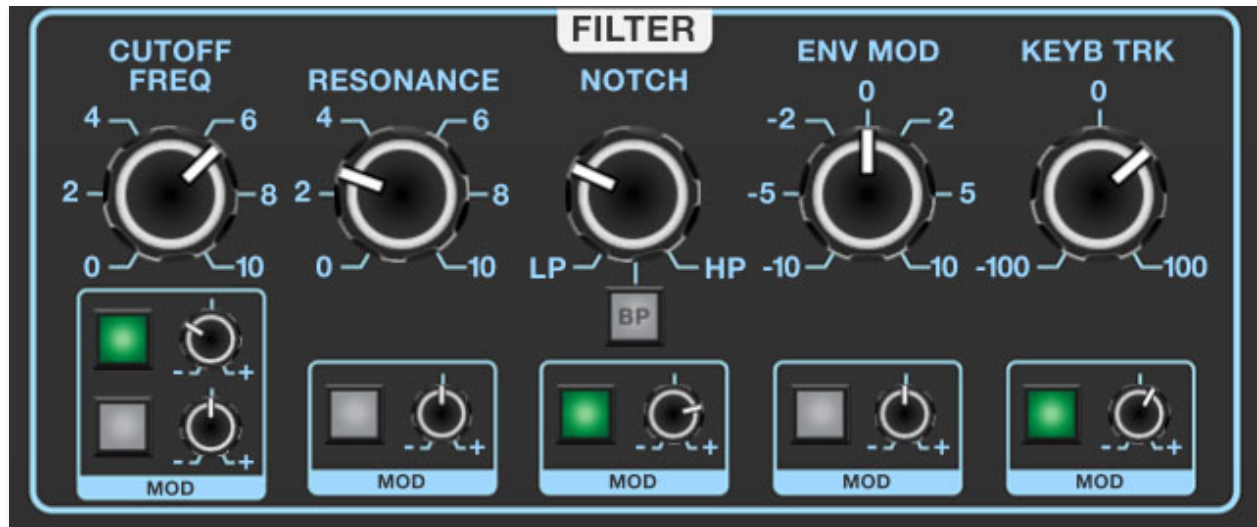 FILTER
CUTOFF
FREQ
RESONANCE
NOTCH
ENV MOD
KEYB TRK
0
0
4
6
4
6
-2
2
2
8
2
8
-5
5
0
10
0
10
LP
HP
-10
10
-100
100
BP
- +
- +
- +
- +
- +
- +
MOD
MOD
MOD
MOD
MOD